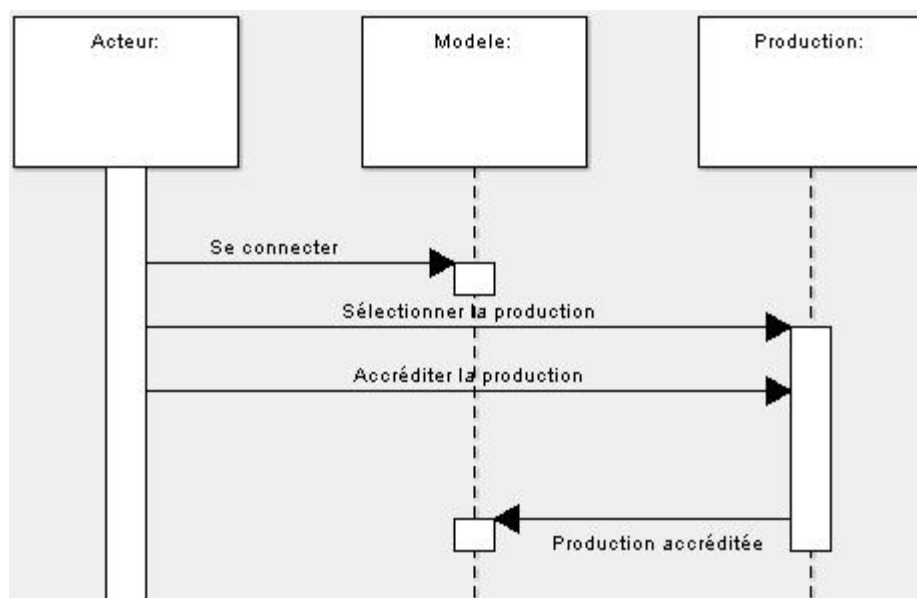 Acteur:
Modele:
Production:
Se connecter
Sélectionner la production
Accréditer la production
Production accréditée